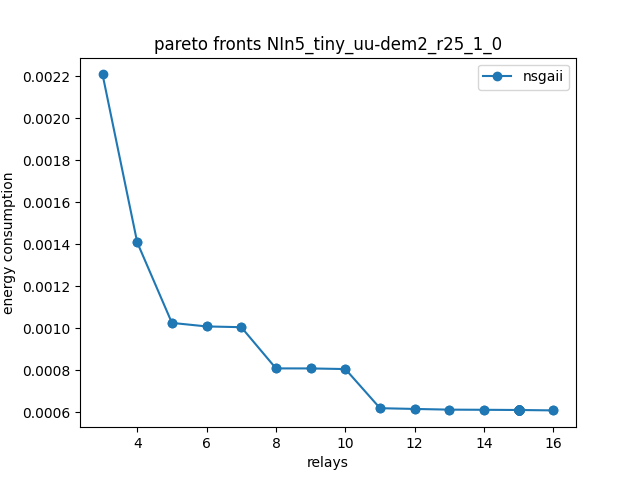 pareto fronts NIn5_tiny_uu-dem2_r25_1_0
nsgaii
energy consumption
0.0022
0.0020
0.0018
0.0016
0.0014
0.0012
0.0010
0.0008
0.0006
4 6 8 10 12 14 16
relays